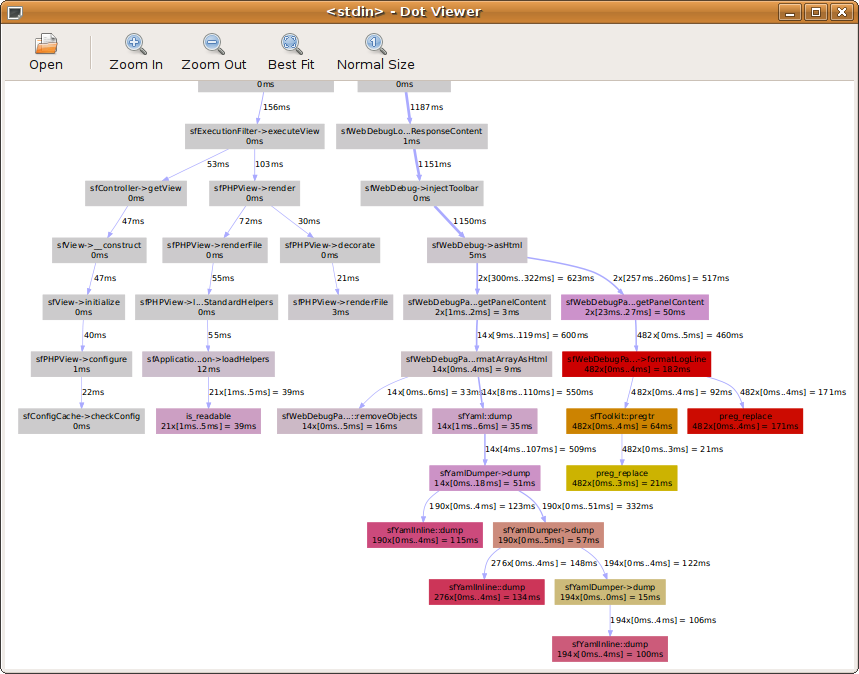 <stdin> - Dot Viewer
Open
Zoom In
Zoom Out
Best Fit
Normal Size
0ms
0ms
156ms
1187ms
sfExecutionFilter->executeView
0ms
sfWebDebugLo...ResponseContent
1ms
53ms
103ms
1151ms
sfController->getView
0ms
sfPHPView->render
0ms
sfWebDebug->injectToolbar
0ms
47ms
72ms
30ms
1150ms
sfView->__construct
0ms
sfPHPView->renderFile
0ms
sfPHPView->decorate
0ms
sfWebDebug->asHtml
5ms
47ms
55ms
21ms
2x[300ms..322ms] = 623ms
2x[257ms..260ms] = 517ms
sfView->initialize
0ms
sfPHPView->l...StandardHelpers
0ms
sfPHPView->renderFile
3ms
sfWebDebugPa...getPanelContent
2x[1ms..2ms] = 3ms
sfWebDebugPa...getPanelContent
2x[23ms..27ms] = 50ms
40ms
55ms
14x[9ms..119ms] = 600ms
482x[0ms..5ms] = 460ms
sfPHPView->configure
1ms
sfApplicatio...on->loadHelpers
12ms
sfWebDebugPa...rmatArrayAsHtml
14x[0ms..4ms] = 9ms
sfWebDebugPa...->formatLogLine
482x[0ms..4ms] = 182ms
22ms
21x[1ms..5ms] = 39ms
14x[0ms..6ms] = 33ms
14x[8ms..110ms] = 550ms
482x[0ms..4ms] = 92ms
482x[0ms..4ms] = 171ms
sfConfigCache->checkConfig
0ms
is_readable
21x[1ms..5ms] = 39ms
sfWebDebugPa...::removeObjects
14x[0ms..5ms] = 16ms
sfYaml::dump
14x[1ms..6ms] = 35ms
sfToolkit::pregtr
482x[0ms..4ms] = 64ms
preg_replace
482x[0ms..4ms] = 171ms
14x[4ms..107ms] = 509ms
482x[0ms..3ms] = 21ms
sfYamlDumper->dump
14x[0ms..18ms] = 51ms
preg_replace
482x[0ms..3ms] = 21ms
190x[0ms..4ms] = 123ms
190x[0ms..51ms] = 332ms
sfYamlInline::dump
190x[0ms..4ms] = 115ms
sfYamlDumper->dump
190x[0ms..5ms] = 57ms
276x[0ms..4ms] = 148ms
194x[0ms..4ms] = 122ms
sfYamlInline::dump
276x[0ms..4ms] = 134ms
sfYamlDumper->dump
194x[0ms..0ms] = 15ms
194x[0ms..4ms] = 106ms
sfYamlInline::dump
194x[0ms..4ms] = 100ms